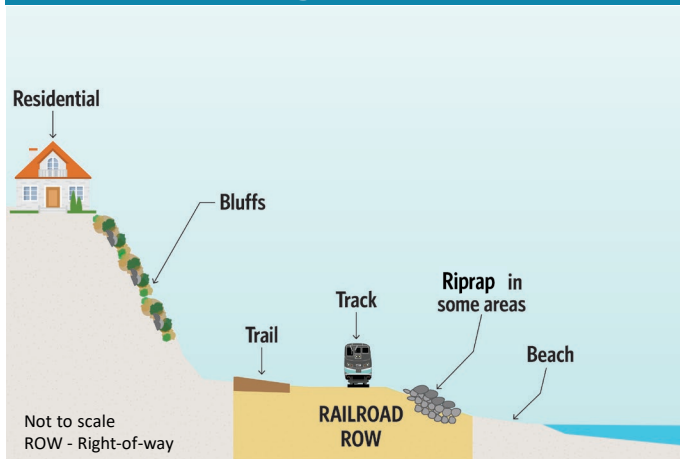 Residential
Bluffs
Riprap in
some areas
Track
Trail
Beach
RAILROAD
ROW
Not to scale
ROW - Right-of-way